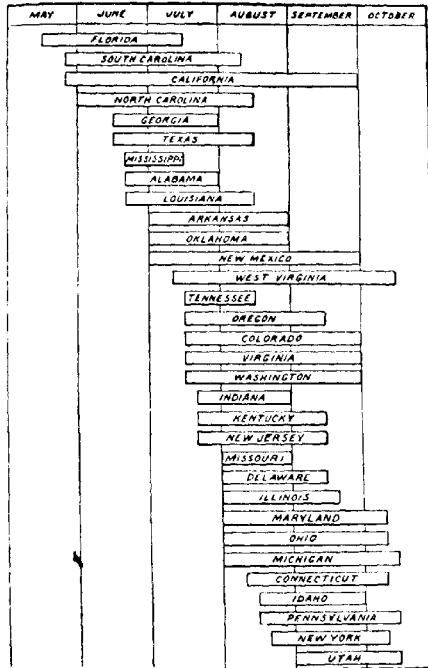 MAY JUNE JULY AUGUST SEPTEMBER OCTOBER
FLORIDA
SOUTH CAROLINA
CALIFORNIA
NORTH CAROLINA
GEORGIA
TEXAS
MISSISSIPPI
ALABAMA
LOUISIANA
ARKANSAS
OKLAHOMA
NEW MEXICO
WEST VIRGINIA
TENNESSEE
OREGON
COLORADO
VIRGINIA
WASHINGTON
INDIANA
KENTUCKY
NEW JERSEY
MISSOURI
DELAWARE
ILLINOIS
MARYLAND
OHIO
MICHIGAN
CONNECTICUT
IDAHO
PENNSYLVANIA
NEW YORK
UTAH